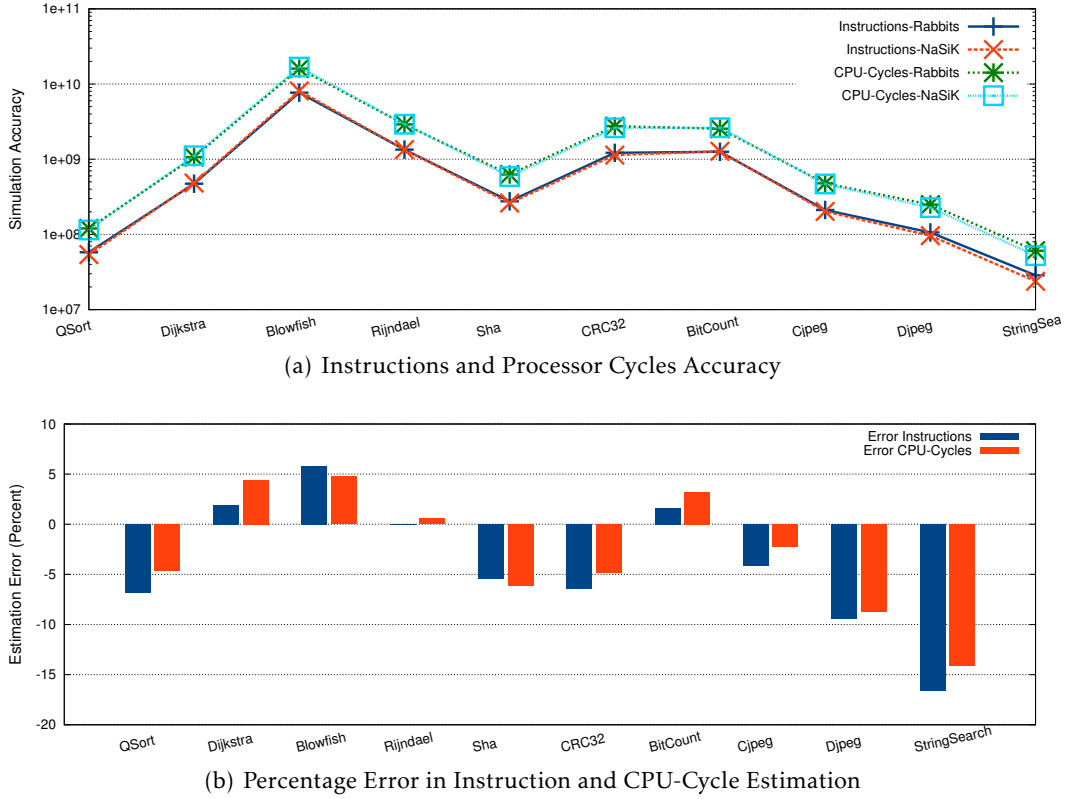 1e+11
1e+10
1e+09
1e+08
1e+07
Simulation Accuracy
Instructions-Rabbits
Instructions-NaSiK
CPU-Cycles-Rabbits
CPU-Cycles-NaSiK
QSort
Dijkstra
Blowfish
Rijndael
Sha
CRC32
BitCount
Cjpeg
Djpeg
StringSea
(a) Instructions and Processor Cycles Accuracy
10
5
0
-5
-10
-15
-20
Estimation Error (Percent)
Error Instructions
Error CPU-Cycles
QSort
Dijkstra
Blowfish
Rijndael
Sha
CRC32
BitCount
Cjpeg
Djpeg
StringSearch
(b) Percentage Error in Instruction and CPU-Cycle Estimation